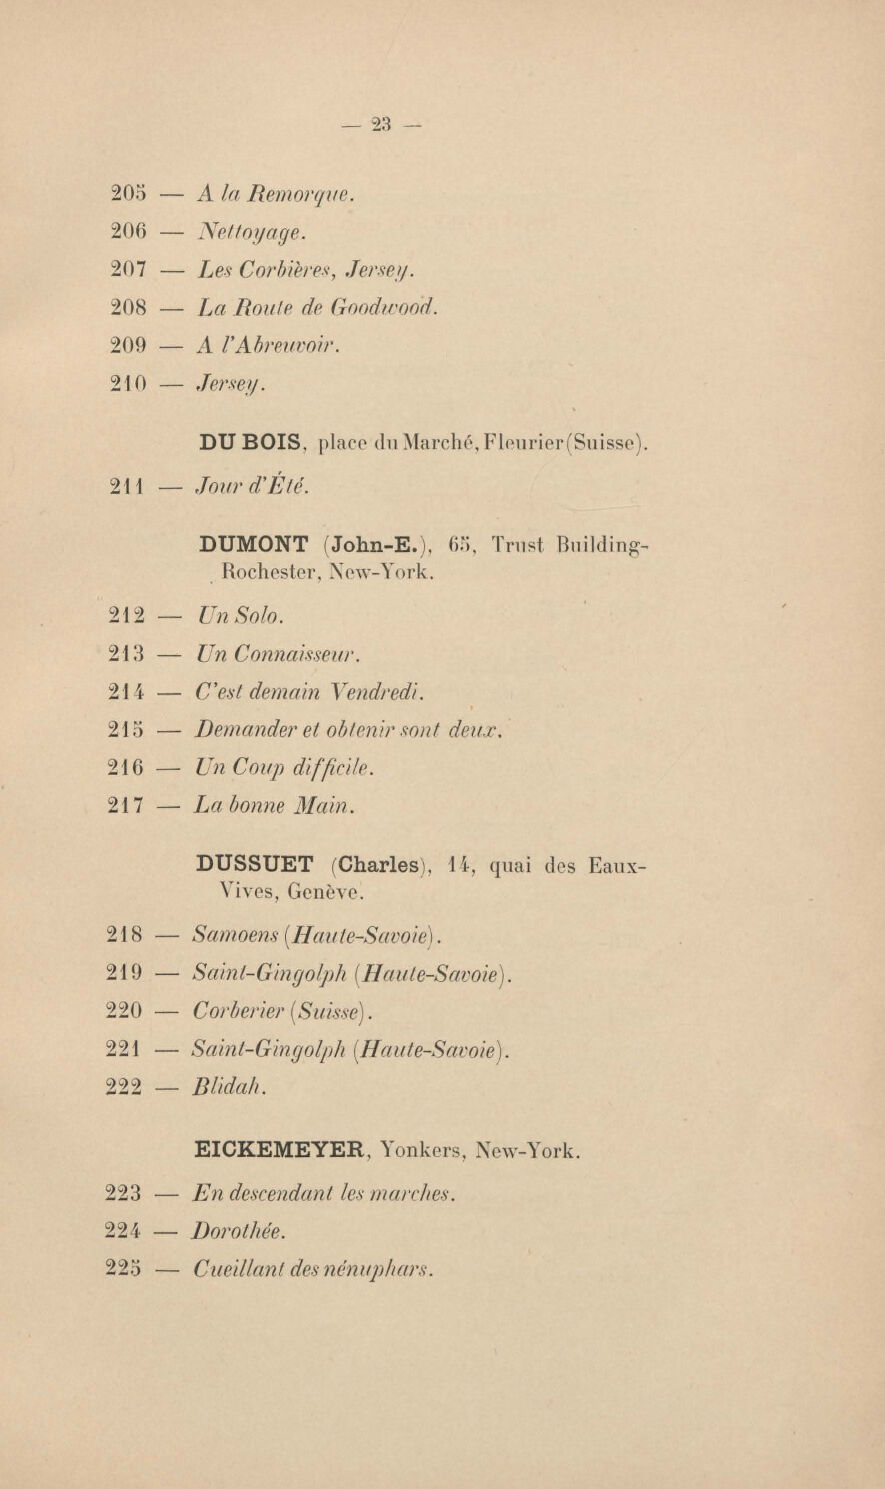 — 23 —
205 — A la Remorque.
206 — Nettoyage.
207 — Les Corbières, Jersey.
208 — La Route de Goodwood.
209 — A l'Abreuvoir.
210 — Jersey.
DU BOIS, place du Marché, Fleurier (Suisse).
211 — Jour d'Été.
DUMONT (John-E.), 65, Trust Building-
Rochester, New-York.
212 — Un Solo.
213 — Un Connaisseur.
214 — C'est demain Vendredi.
215 — Demander et obtenir sont deux.
216 — Un Coup difficile.
217 — La bonne Main.
DUSSUET (Charles), 14, quai des Eaux-
Vives, Genève.
218 — Samoens (Haute-Savoie).
219 — Saint-Gingolph (Haute-Savoie).
220 — Corberier (Suisse).
221 — Saint-Gingolph (Haute-Savoie).
222 — Blidah.
EICKEMEYER, Yonkers, New-York.
223 — En descendant les marches.
224 — Dorothée.
225 — Cueillant des nénuphars.